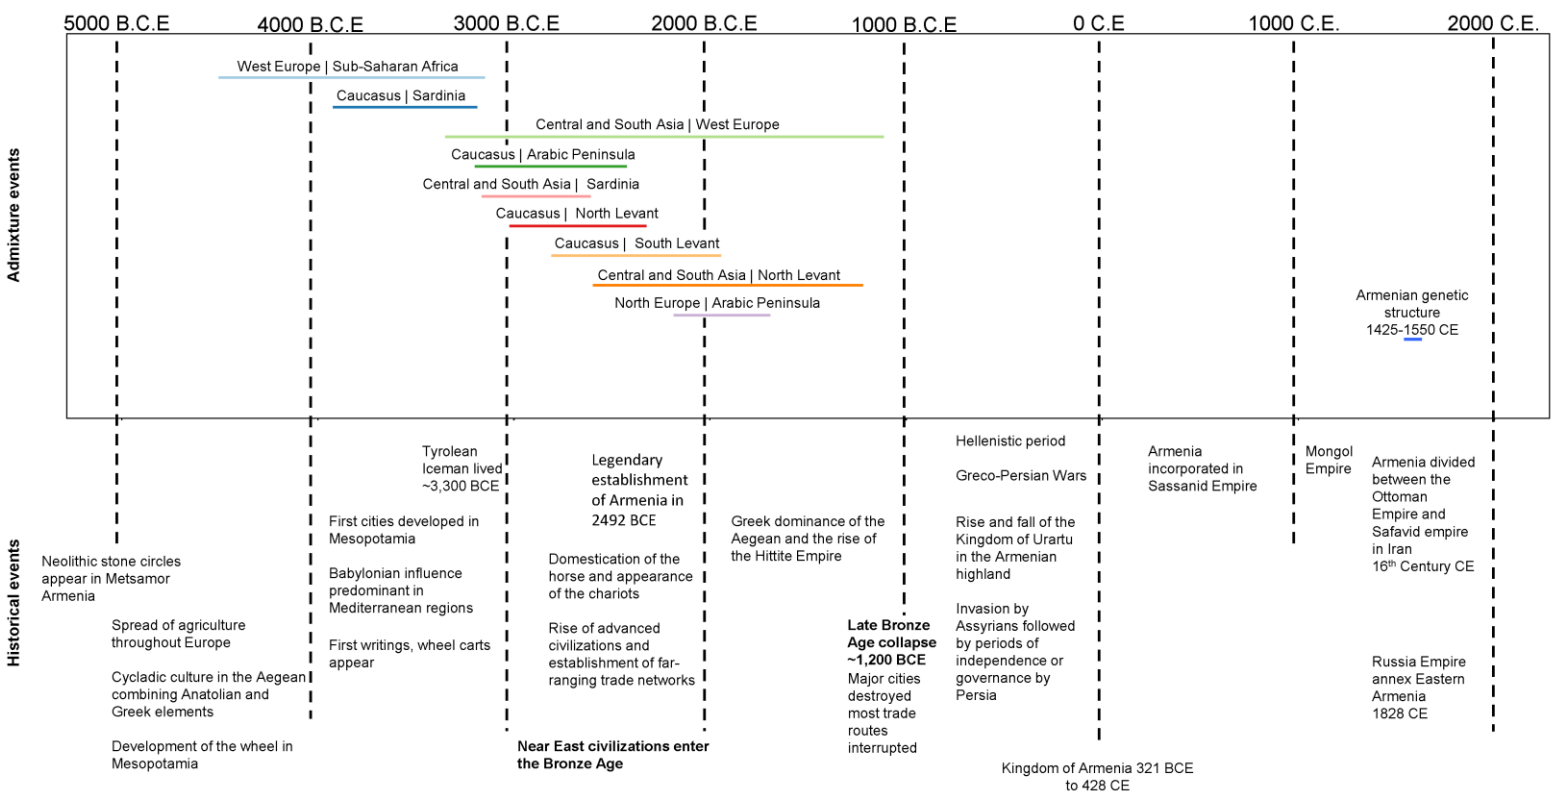 5000 B.C.E
4000 B.C.E
3000 B.C.E
2000 B.C.E
1000 B.C.E
0 C.E
1000 C.E.
2000 C.E.
Admixture events
West Europe | Sub-Saharan Africa
Caucasus | Sardinia
Central and South Asia | West Europe
Caucasus | Arabic Peninsula
Central and South Asia | Sardinia
Caucasus | North Levant
Caucasus | South Levant
Central and South Asia | North Levant
North Europe | Arabic Peninsula
Armenian genetic
structure
1425-1550 CE
Historical events
Neolithic stone circles
appear in Metsamor
Armenia
Spread of agriculture
throughout Europe
Cycladic culture in the Aegean
combining Anatolian and
Greek elements
Development of the wheel in
Mesopotamia
Tyrolean
Iceman lived
~3,300 BCE
First cities developed in
Mesopotamia
Babylonian influence
predominant in
Mediterranean regions
First writings, wheel carts
appear
Legendary
establishment
of Armenia in
2492 BCE
Domestication of the
horse and appearance
of the chariots
Rise of advanced
civilizations and
establishment of far-
ranging trade networks
Near East civilizations enter
the Bronze Age
Greek dominance of the
Aegean and the rise of
the Hittite Empire
Late Bronze
Age collapse
~1,200 BCE
Major cities
destroyed
most trade
routes
interrupted
Hellenistic period
Greco-Persian Wars
Rise and fall of the
Kingdom of Urartu
in the Armenian
highland
Invasion by
Assyrians followed
by periods of
independence or
governance by
Persia
Kingdom of Armenia 321 BCE
to 428 CE
Armenia
incorporated in
Sassanid Empire
Mongol
Empire
Armenia divided
between the
Ottoman
Empire and
Safavid empire
in Iran
16th Century CE
Russia Empire
annex Eastern
Armenia
1828 CE